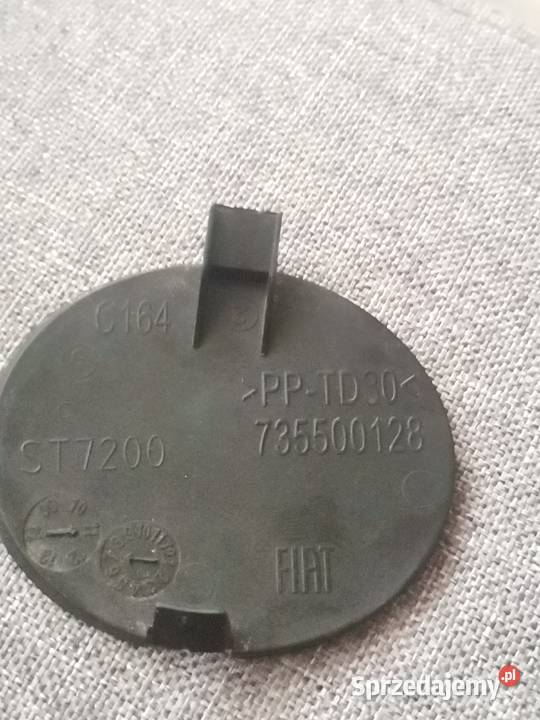 C164
>PP-TD30<
ST7200
735500128
FIAT
Sprzedajemy.pl